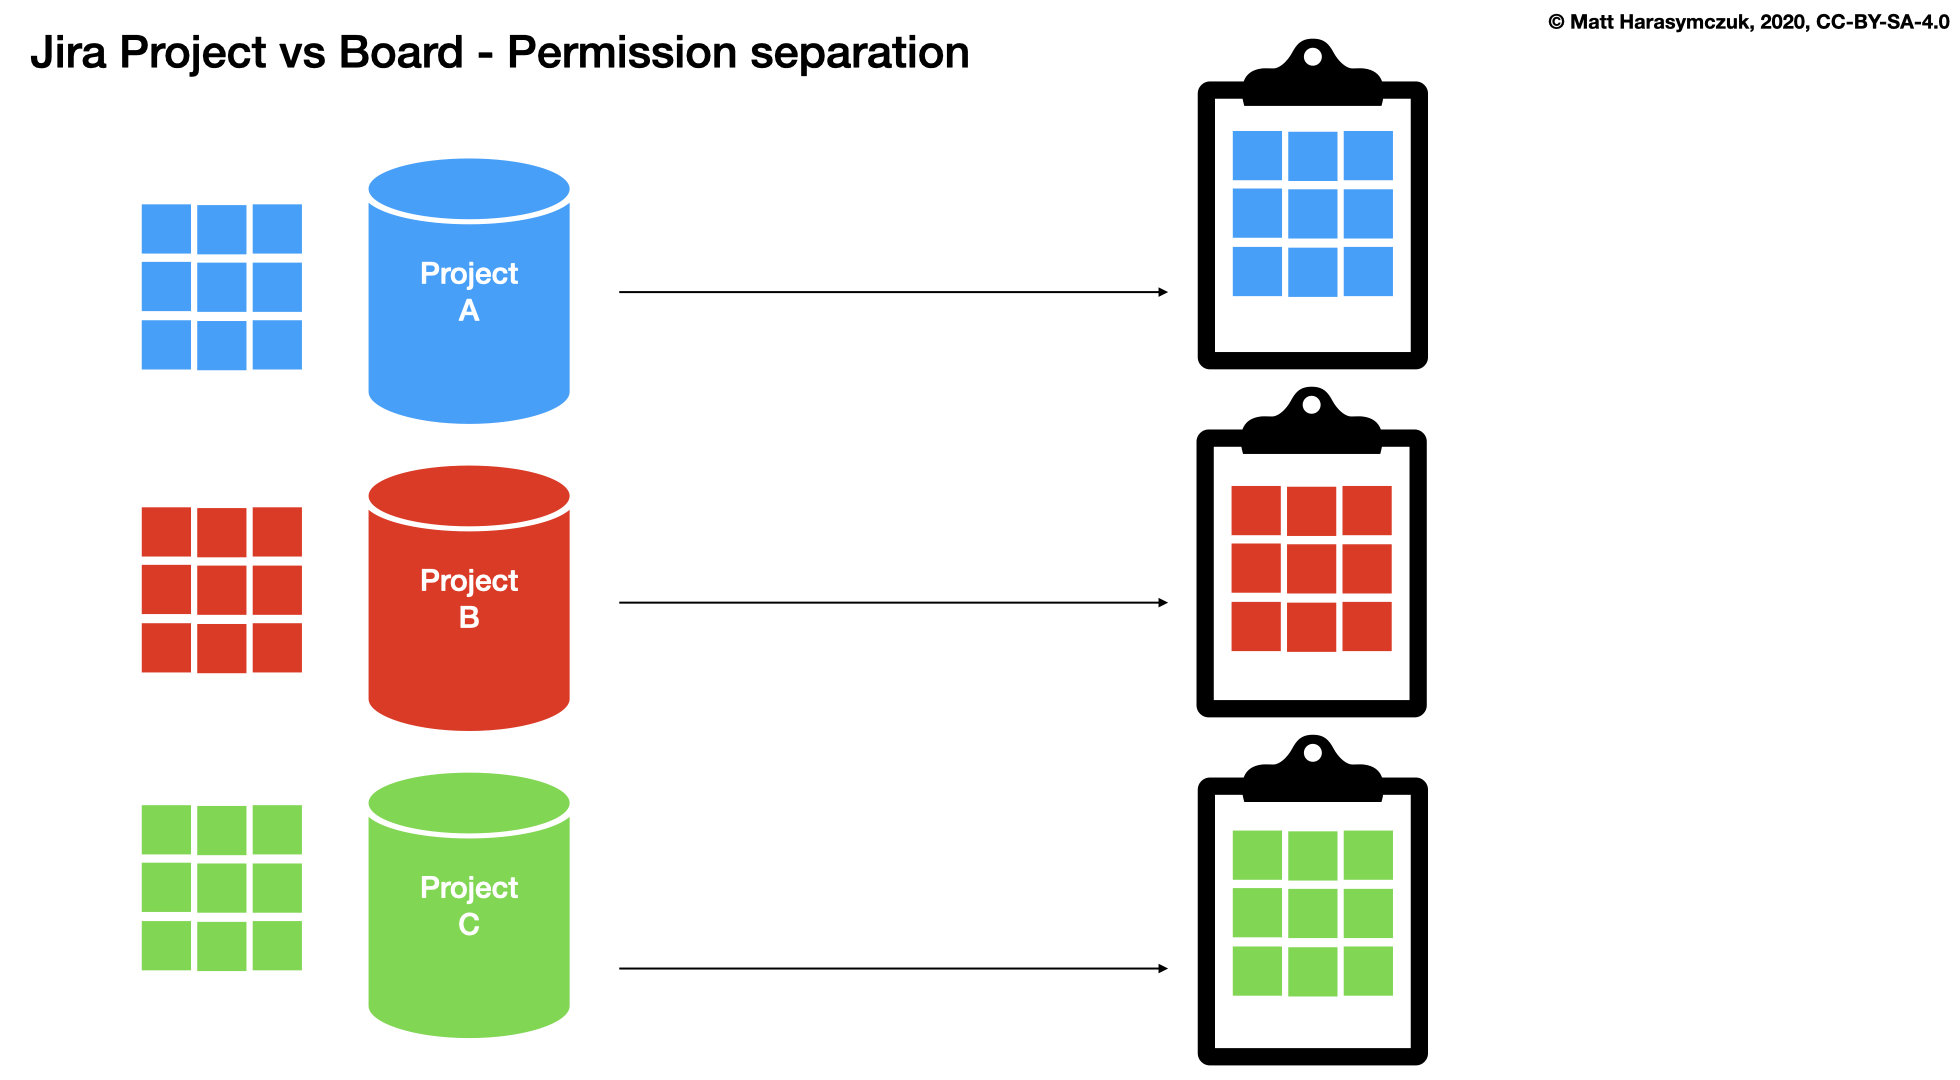 © Matt Harasymczuk, 2020, CC-BY-SA-4.0
Jira Project vs Board - Permission separation
Project
A
Project
B
Project
C